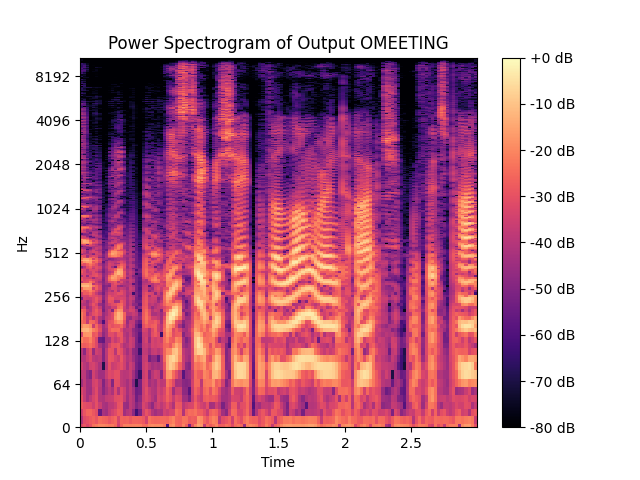 Power Spectrogram of Output OMEETING
8192
4096
2048
1024
512
256
128
64
0
Hz
0
0.5
1
1.5
2
2.5
Time
+0 dB
-10 dB
-20 dB
-30 dB
-40 dB
-50 dB
-60 dB
-70 dB
-80 dB